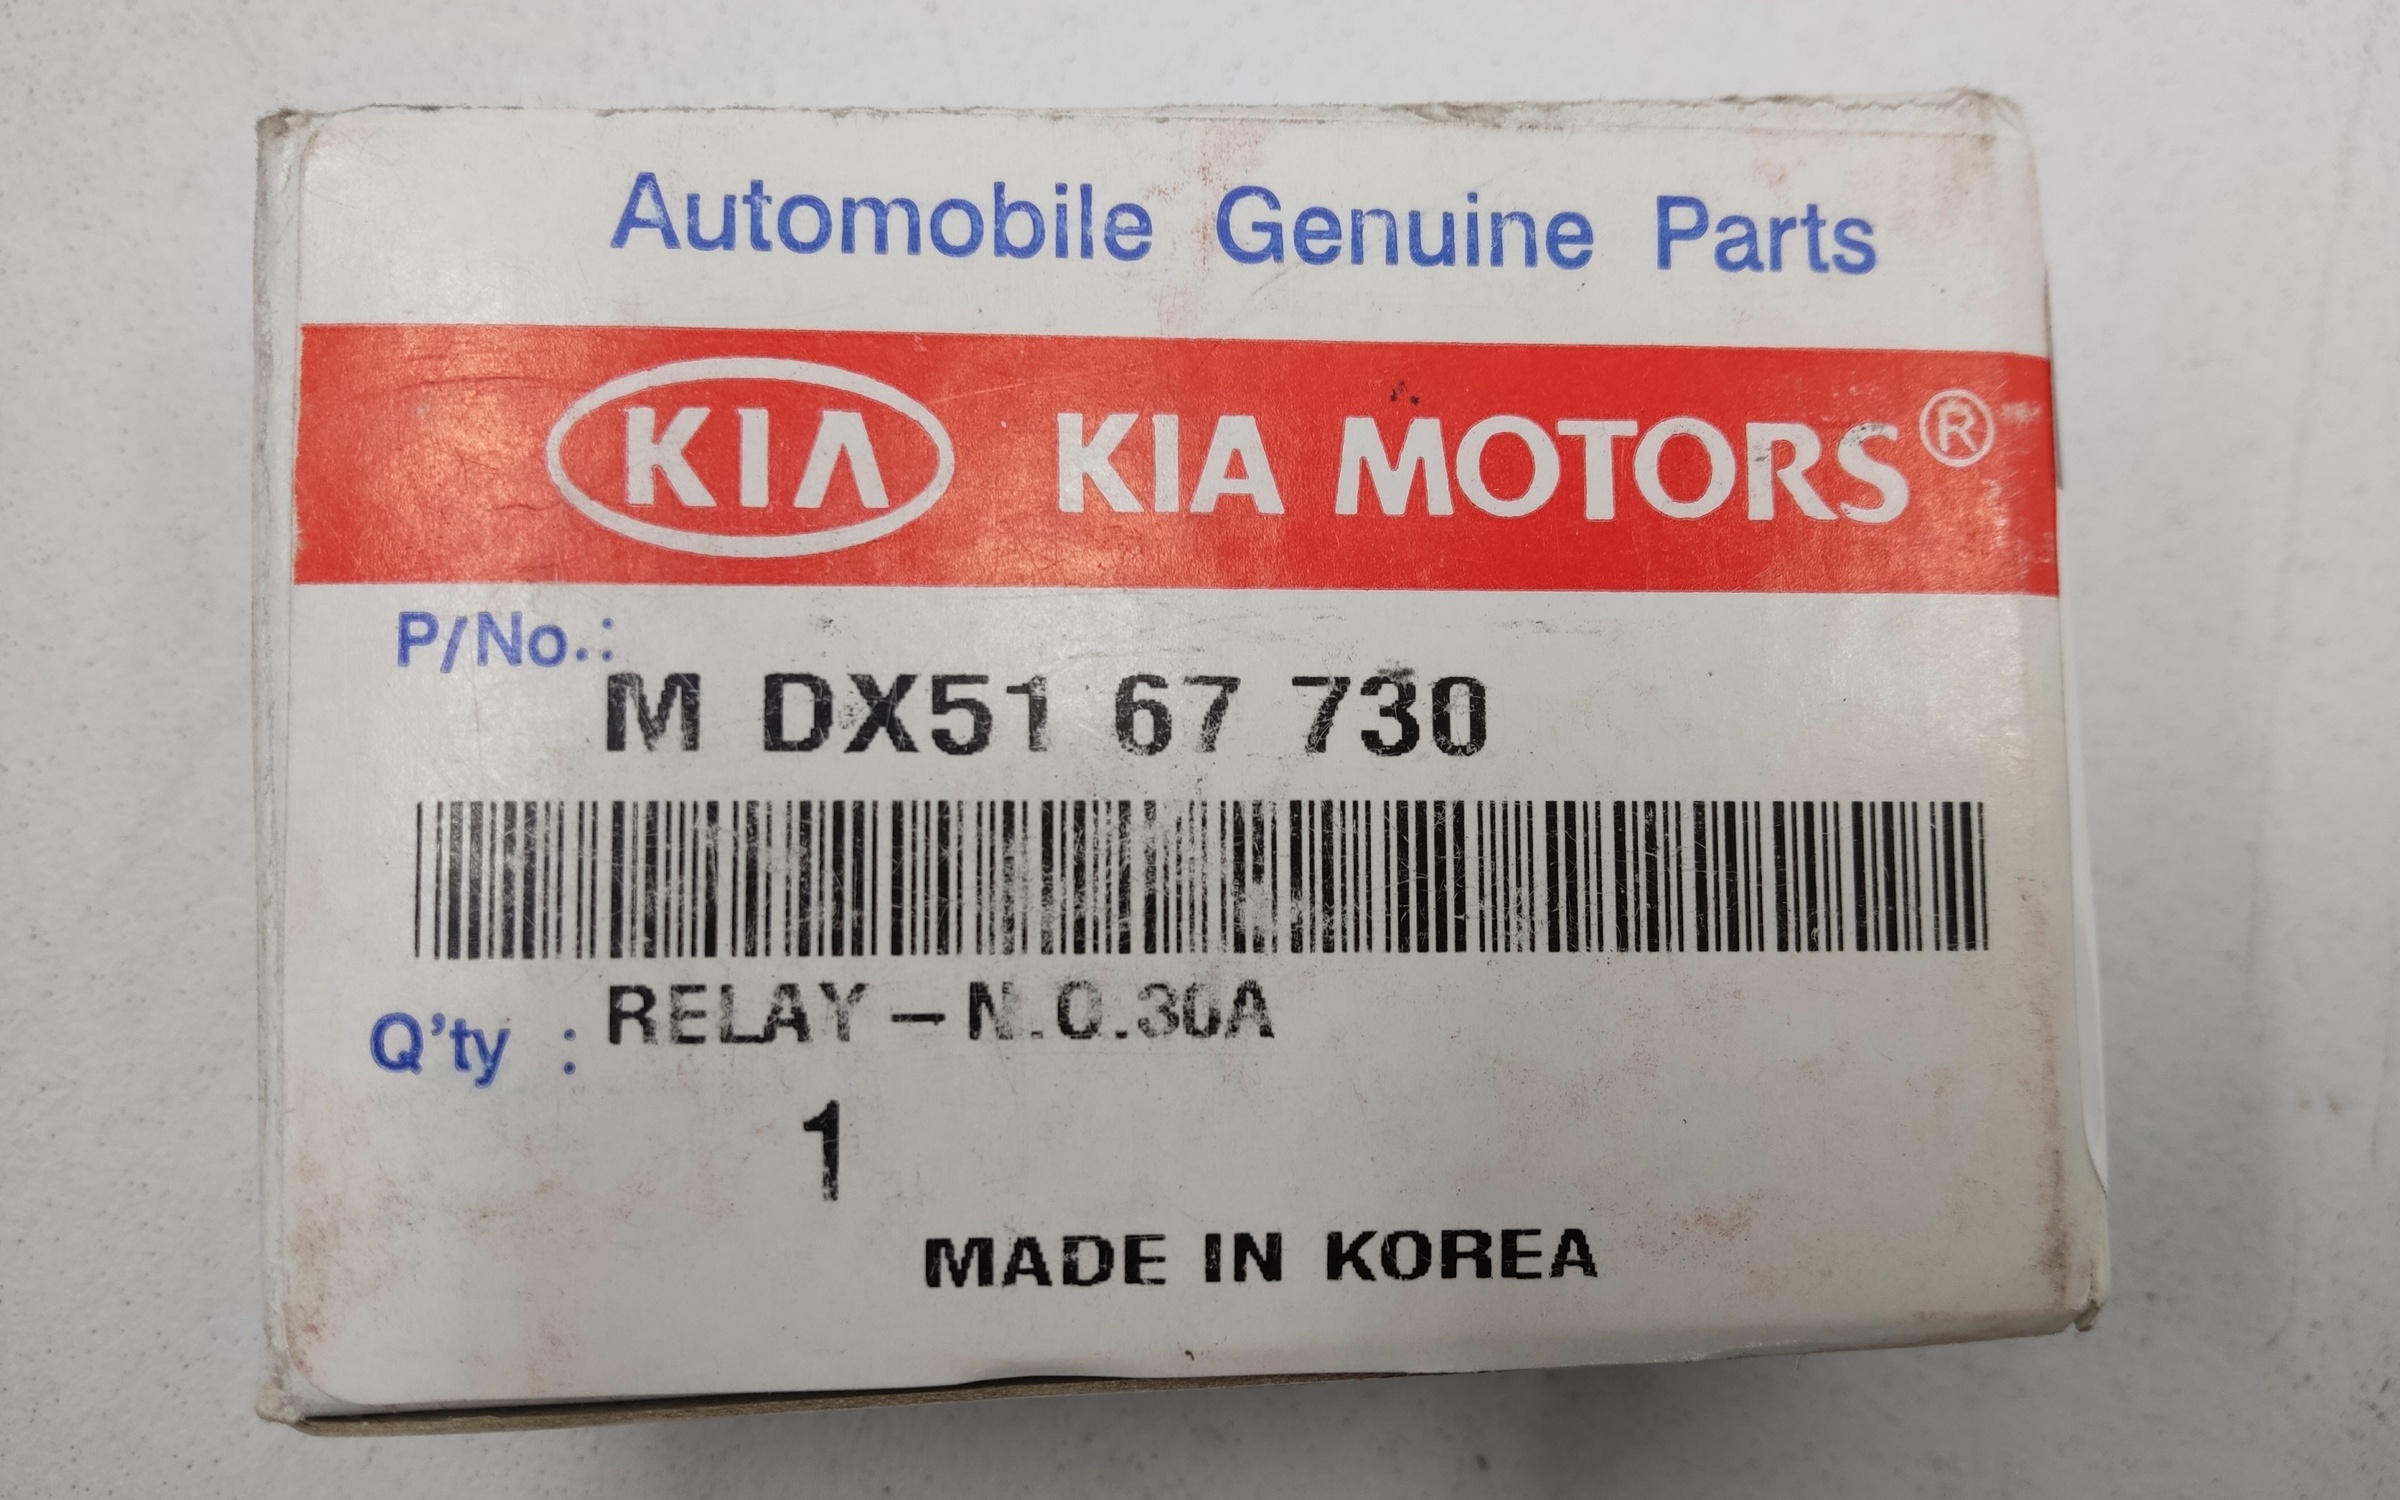 Automobile Genuine Parts
KIA KIA MOTORS®
P/No.:
M DX51 67 730
RELAY - N.O.30A
Q'ty :
1
MADE IN KOREA